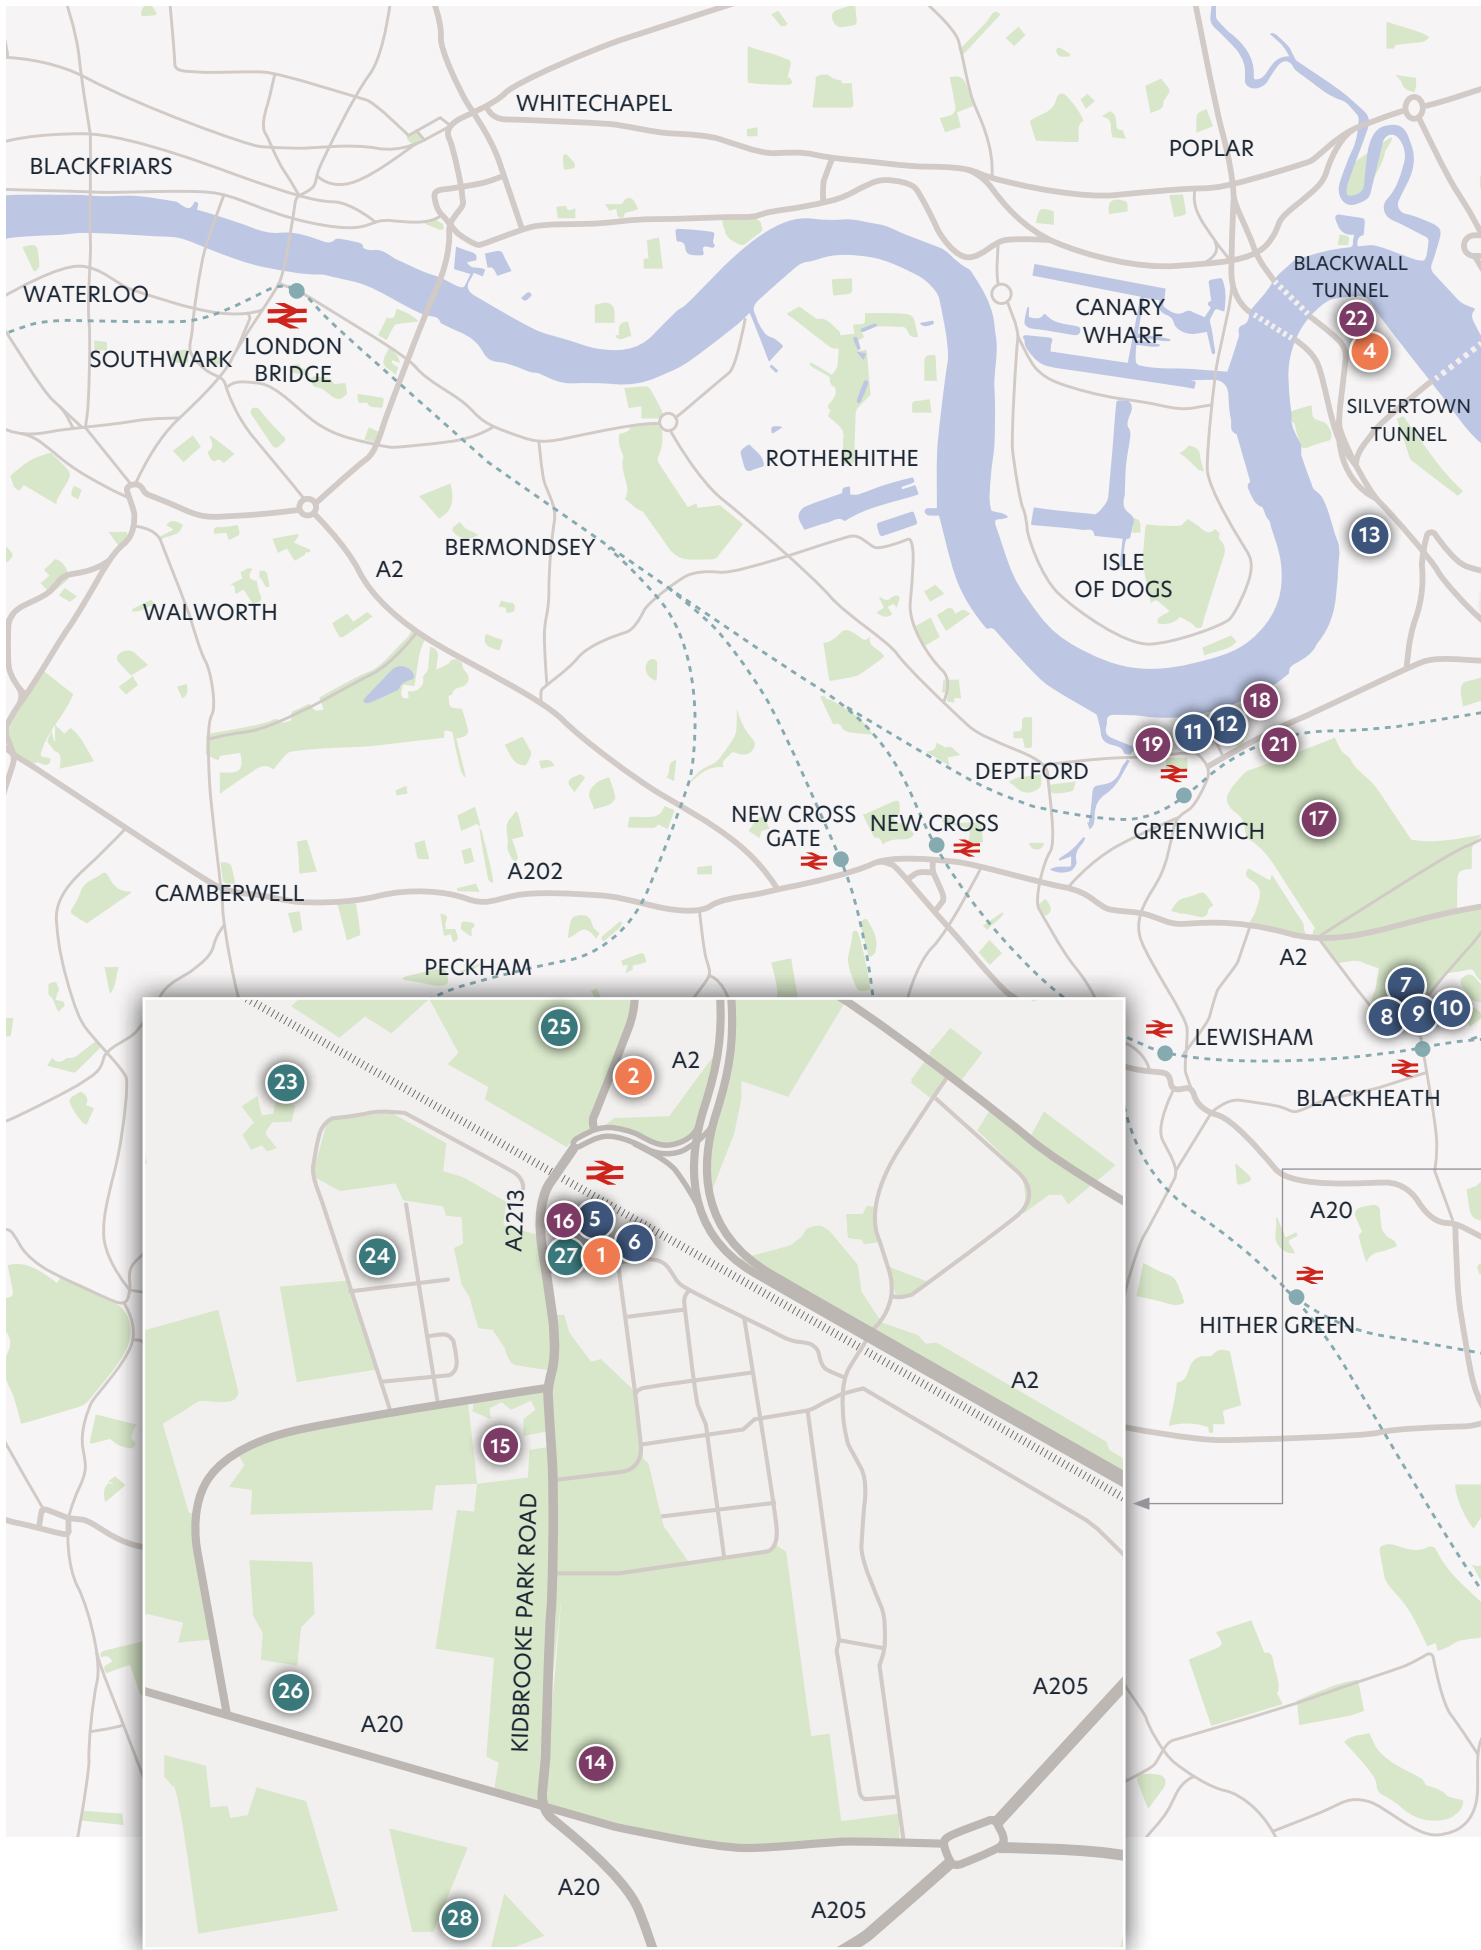 WHITECHAPEL
POPLAR
BLACKFRIARS
BLACKWALL
TUNNEL
WATERLOO
CANARY
WHARF
22
SOUTHWARK
LONDON
BRIDGE
4
SILVERTOWN
TUNNEL
ROTHERHITHE
13
BERMONDSEY
A2
ISLE
OF DOGS
WALWORTH
18
12
11
19
21
DEPTFORD
NEW CROSS
GATE
NEW CROSS
17
GREENWICH
A202
CAMBERWELL
A2
PECKHAM
7
8
9
10
LEWISHAM
BLACKHEATH
25
A2
2
23
A2213
16
5
6
27
1
24
A20
HITHER GREEN
A2
15
KIDBROOKE PARK ROAD
26
A20
A205
14
A20
A205
28